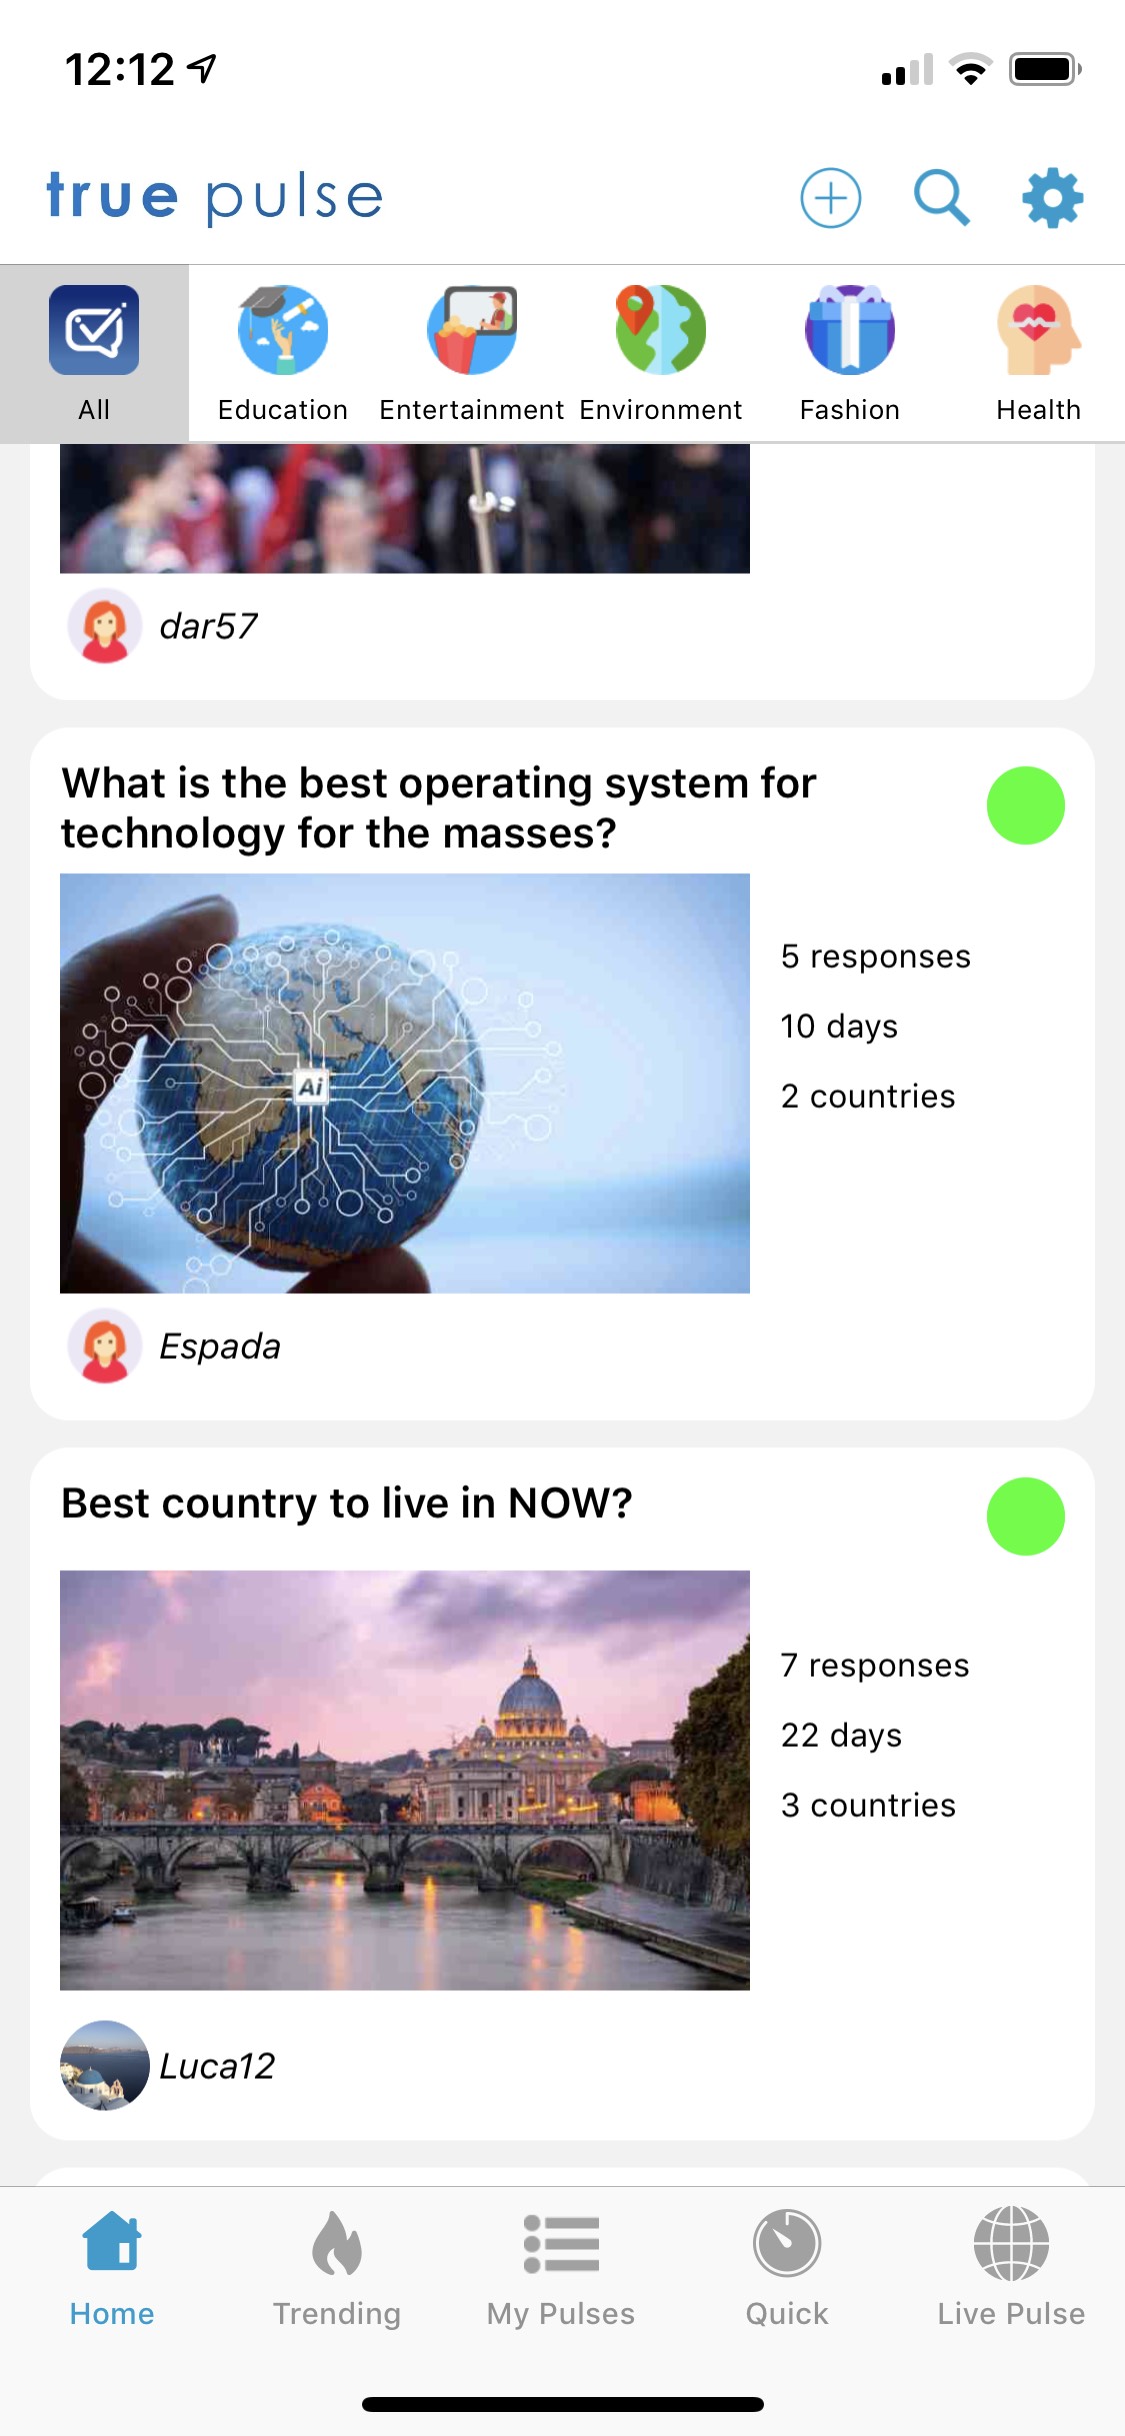 12:12
true pulse
All
Education
Entertainment
Environment
Fashion
Health
dar57
What is the best operating system for
technology for the masses?
Ai
5 responses
10 days
2 countries
Espada
Best country to live in NOW?
7 responses
22 days
3 countries
Luca12
Home
Trending
My Pulses
Quick
Live Pulse